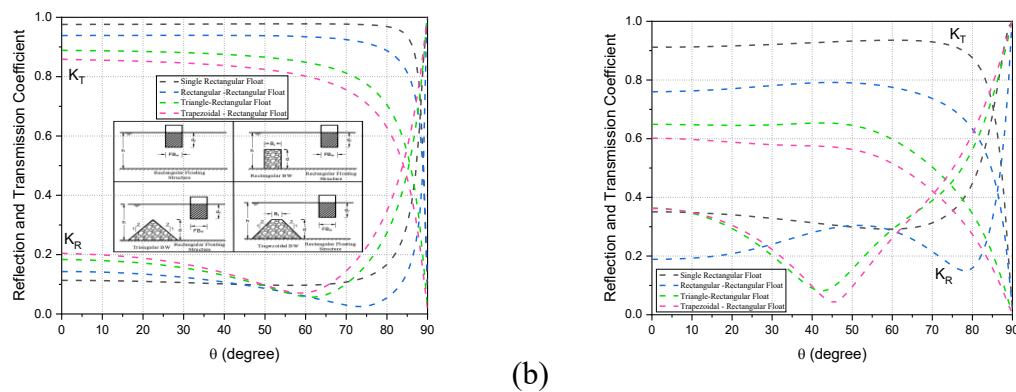 Reflection and Transmission Coefficient
1.0
0.8
0.6
0.4
0.2
0.0
K_T
K_R
Single Rectangular Float
Rectangular -Rectangular Float
Triangle-Rectangular Float
Trapezoidal - Rectangular Float
Rectangular Floating
Structure
Rectangular BW
Rectangular Floating
Structure
Triangular BW
Rectangular Floating
Structure
Trapezoidal BW
Rectangular Floating
Structure
0 10 20 30 40 50 60 70 80 90
θ (degree)
(b)
Reflection and Transmission Coefficient
1.0
0.8
0.6
0.4
0.2
0.0
K_T
K_R
Single Rectangular Float
Rectangular -Rectangular Float
Triangle-Rectangular Float
Trapezoidal - Rectangular Float
0 10 20 30 40 50 60 70 80 90
θ (degree)